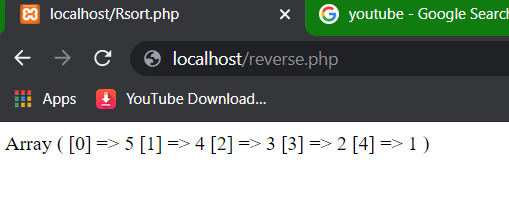 localhost/Rsort.php
youtube - Google Search
localhost/reverse.php
Apps
YouTube Download...
Array ( [0] => 5 [1] => 4 [2] => 3 [3] => 2 [4] => 1 )